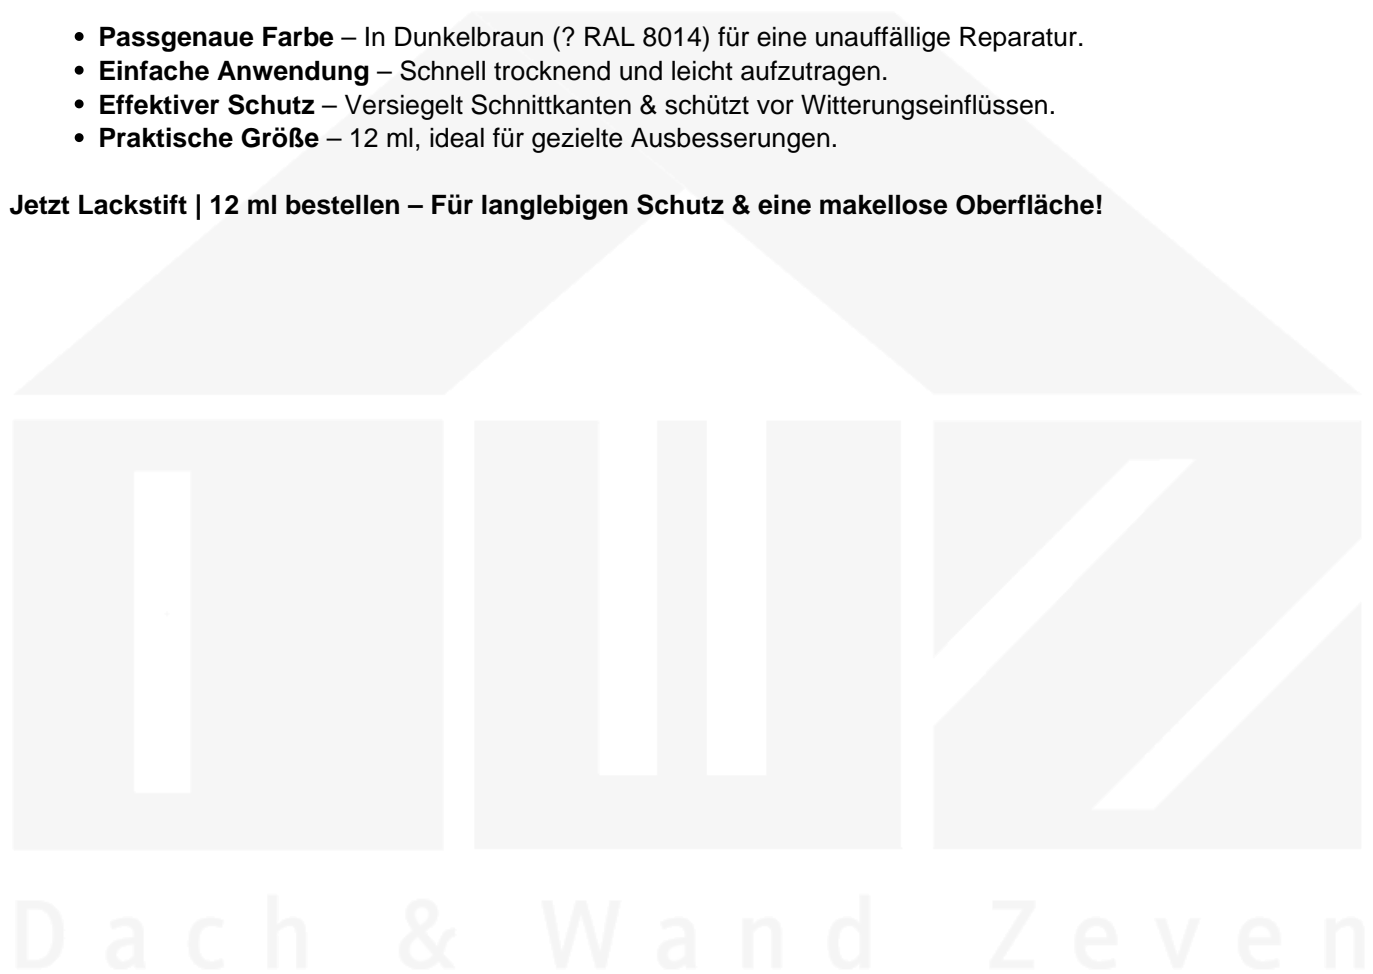 • Passgenaue Farbe – In Dunkelbraun (? RAL 8014) für eine unauffällige Reparatur.
• Einfache Anwendung – Schnell trocknend und leicht aufzutragen.
• Effektiver Schutz – Versiegelt Schnittkanten & schützt vor Witterungseinflüssen.
• Praktische Größe – 12 ml, ideal für gezielte Ausbesserungen.
Jetzt Lackstift | 12 ml bestellen – Für langlebigen Schutz & eine makellose Oberfläche!
Dach & Wand Zeven